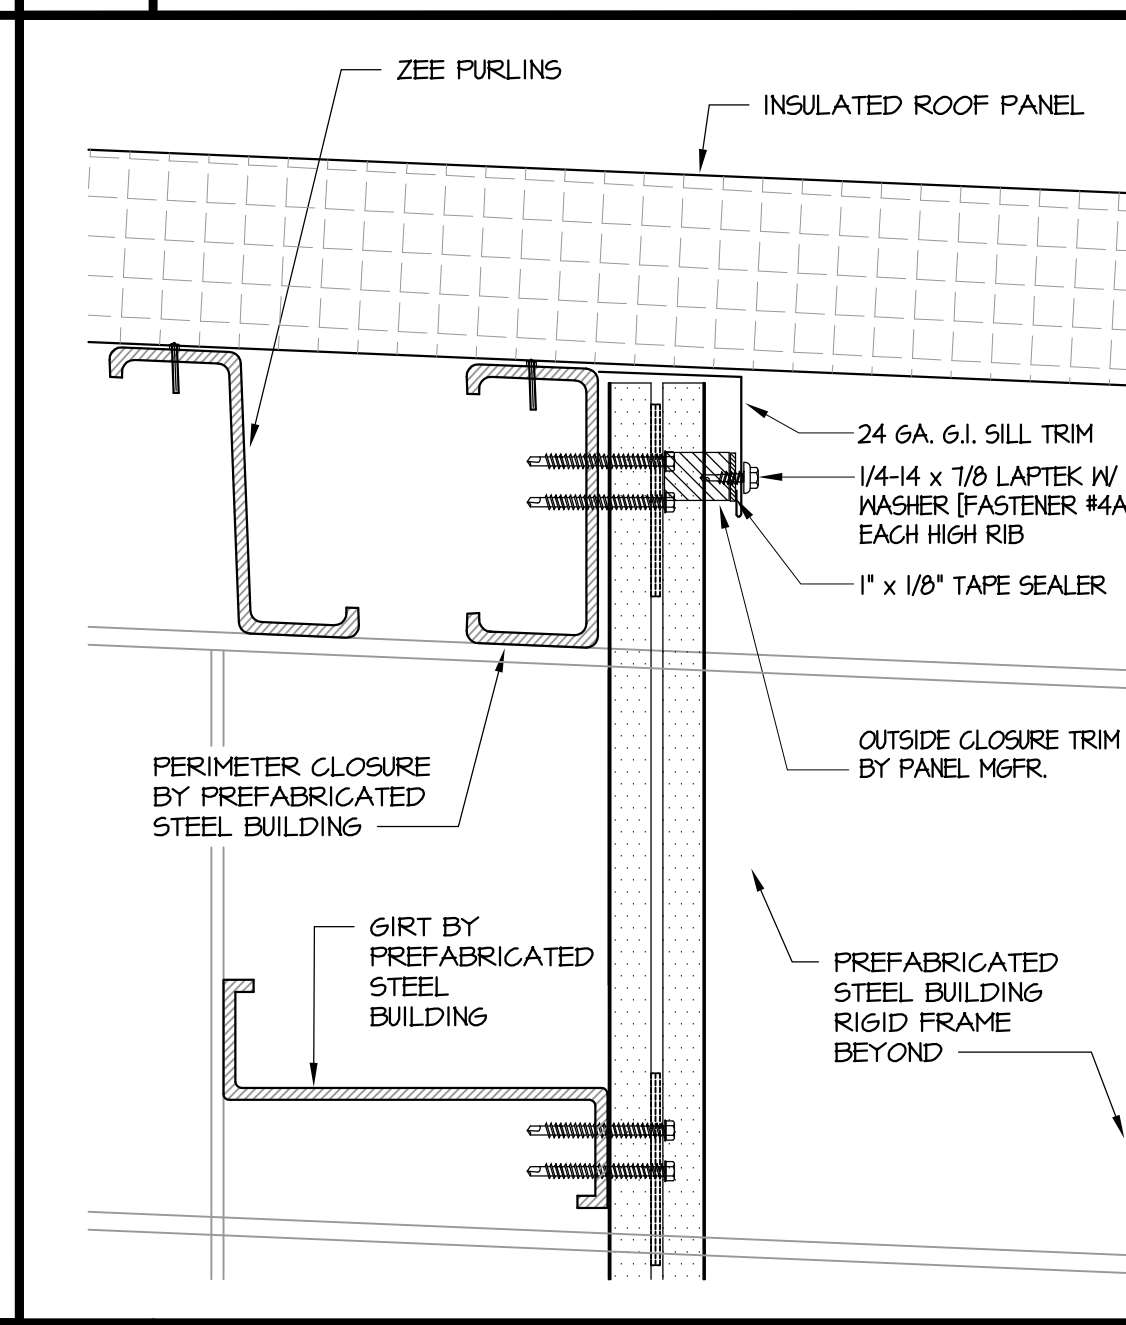 ZEE PURLINS
INSULATED ROOF PANEL
24 GA. G.I. SILL TRIM
1/4-14 x 7/8 LAPTEK W/
WASHER [FASTENER #4A
EACH HIGH RIB
1" x 1/8" TAPE SEALER
OUTSIDE CLOSURE TRIM
BY PANEL MGFR.
PERIMETER CLOSURE
BY PREFABRICATED
STEEL BUILDING
GIRT BY
PREFABRICATED
STEEL
BUILDING
PREFABRICATED
STEEL BUILDING
RIGID FRAME
BEYOND